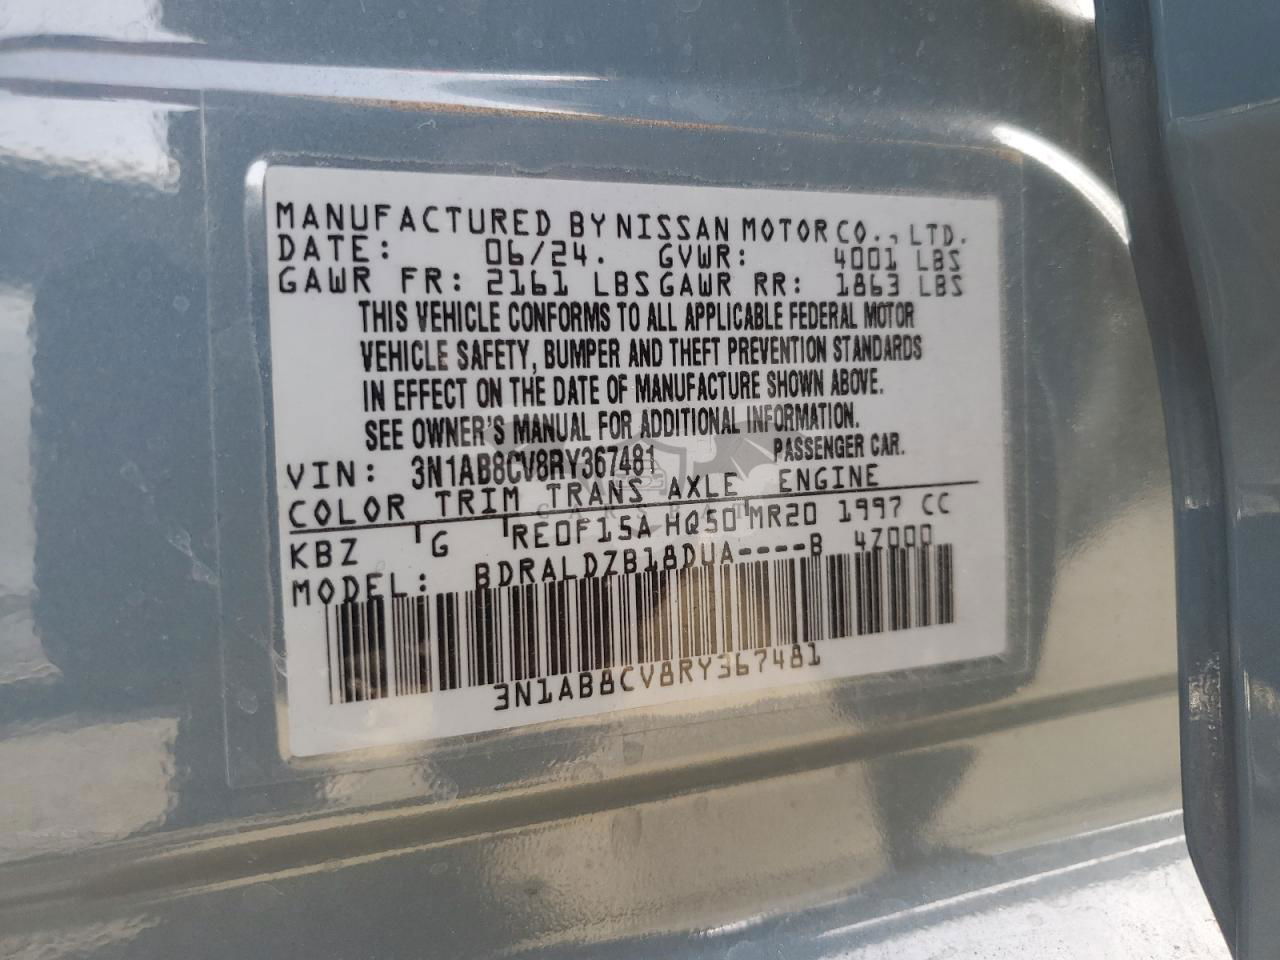 MANUFACTURED BY NISSAN MOTOR CO., LTD.
DATE: 06/24. GVWR: 4001 LBS
GAWR FR: 2161 LBS GAWR RR: 1863 LBS
THIS VEHICLE CONFORMS TO ALL APPLICABLE FEDERAL MOTOR
VEHICLE SAFETY, BUMPER AND THEFT PREVENTION STANDARDS
IN EFFECT ON THE DATE OF MANUFACTURE SHOWN ABOVE.
SEE OWNER'S MANUAL FOR ADDITIONAL INFORMATION.
VIN: 3N1AB8CV8RY367481 PASSENGER CAR.
COLOR TRIM TRANS AXLE ENGINE
KBZ G RE0F15A HQ50 MR20 1997 CC
MODEL: BDRALDZB18DUA----B 4Z000
3N1AB8CV8RY367481